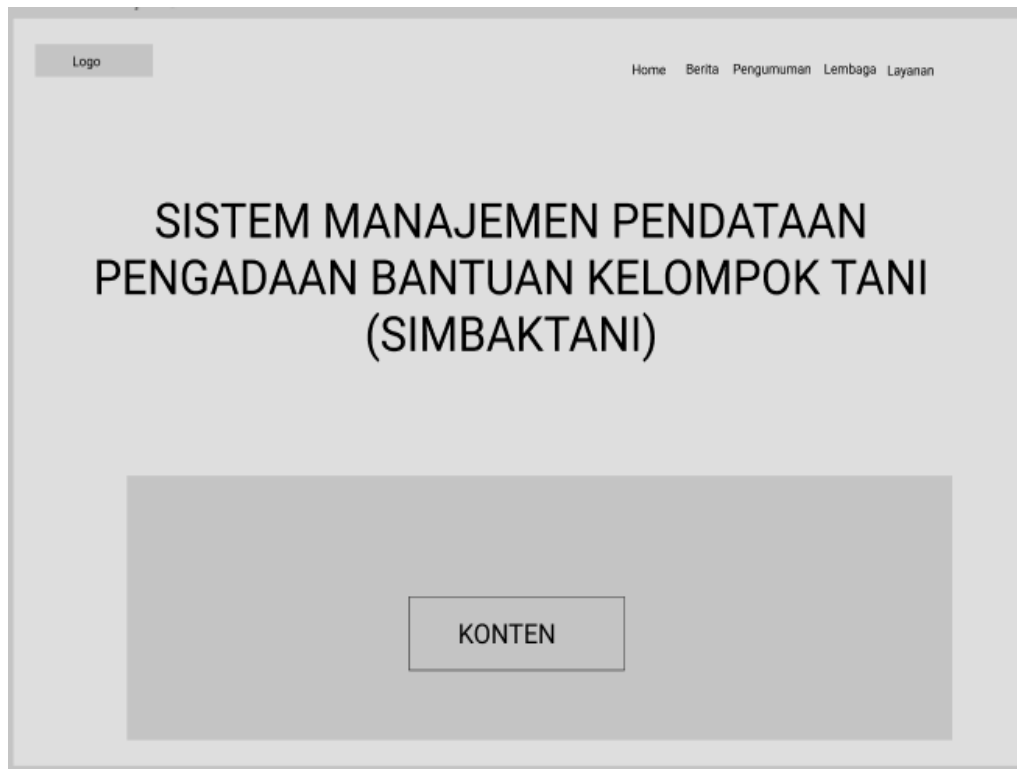 Logo
Home Berita Pengumuman Lembaga Layanan
SISTEM MANAJEMEN PENDATAAN
PENGADAAN BANTUAN KELOMPOK TANI
(SIMBAKTANI)
KONTEN